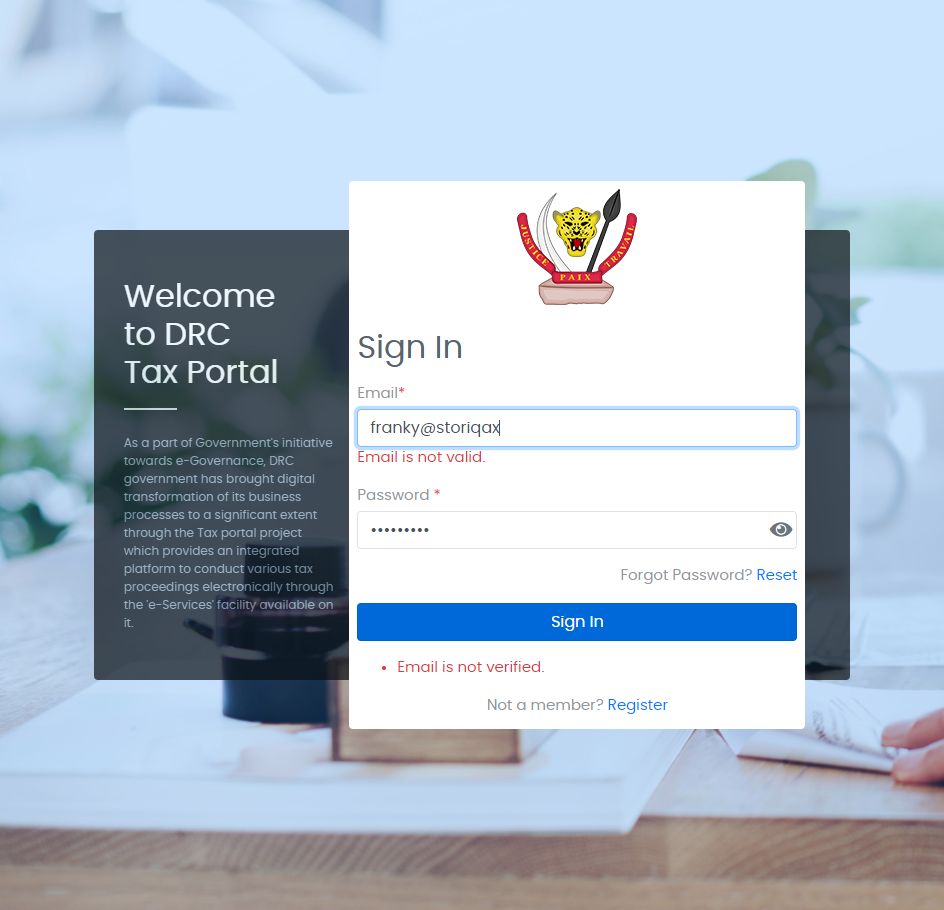 Welcome
to DRC
Tax Portal
As a part of Government's initiative
towards e-Governance, DRC
government has brought digital
transformation of its business
processes to a significant extent
through the Tax portal project
which provides an integrated
platform to conduct various tax
proceedings electronically through
the 'e-Services' facility available on
it.
JUSTICE PAIX TRAVAIL
Sign In
Email*
franky@storiqax
Email is not valid.
Password *
•••••••••
Forgot Password? Reset
Sign In
• Email is not verified.
Not a member? Register